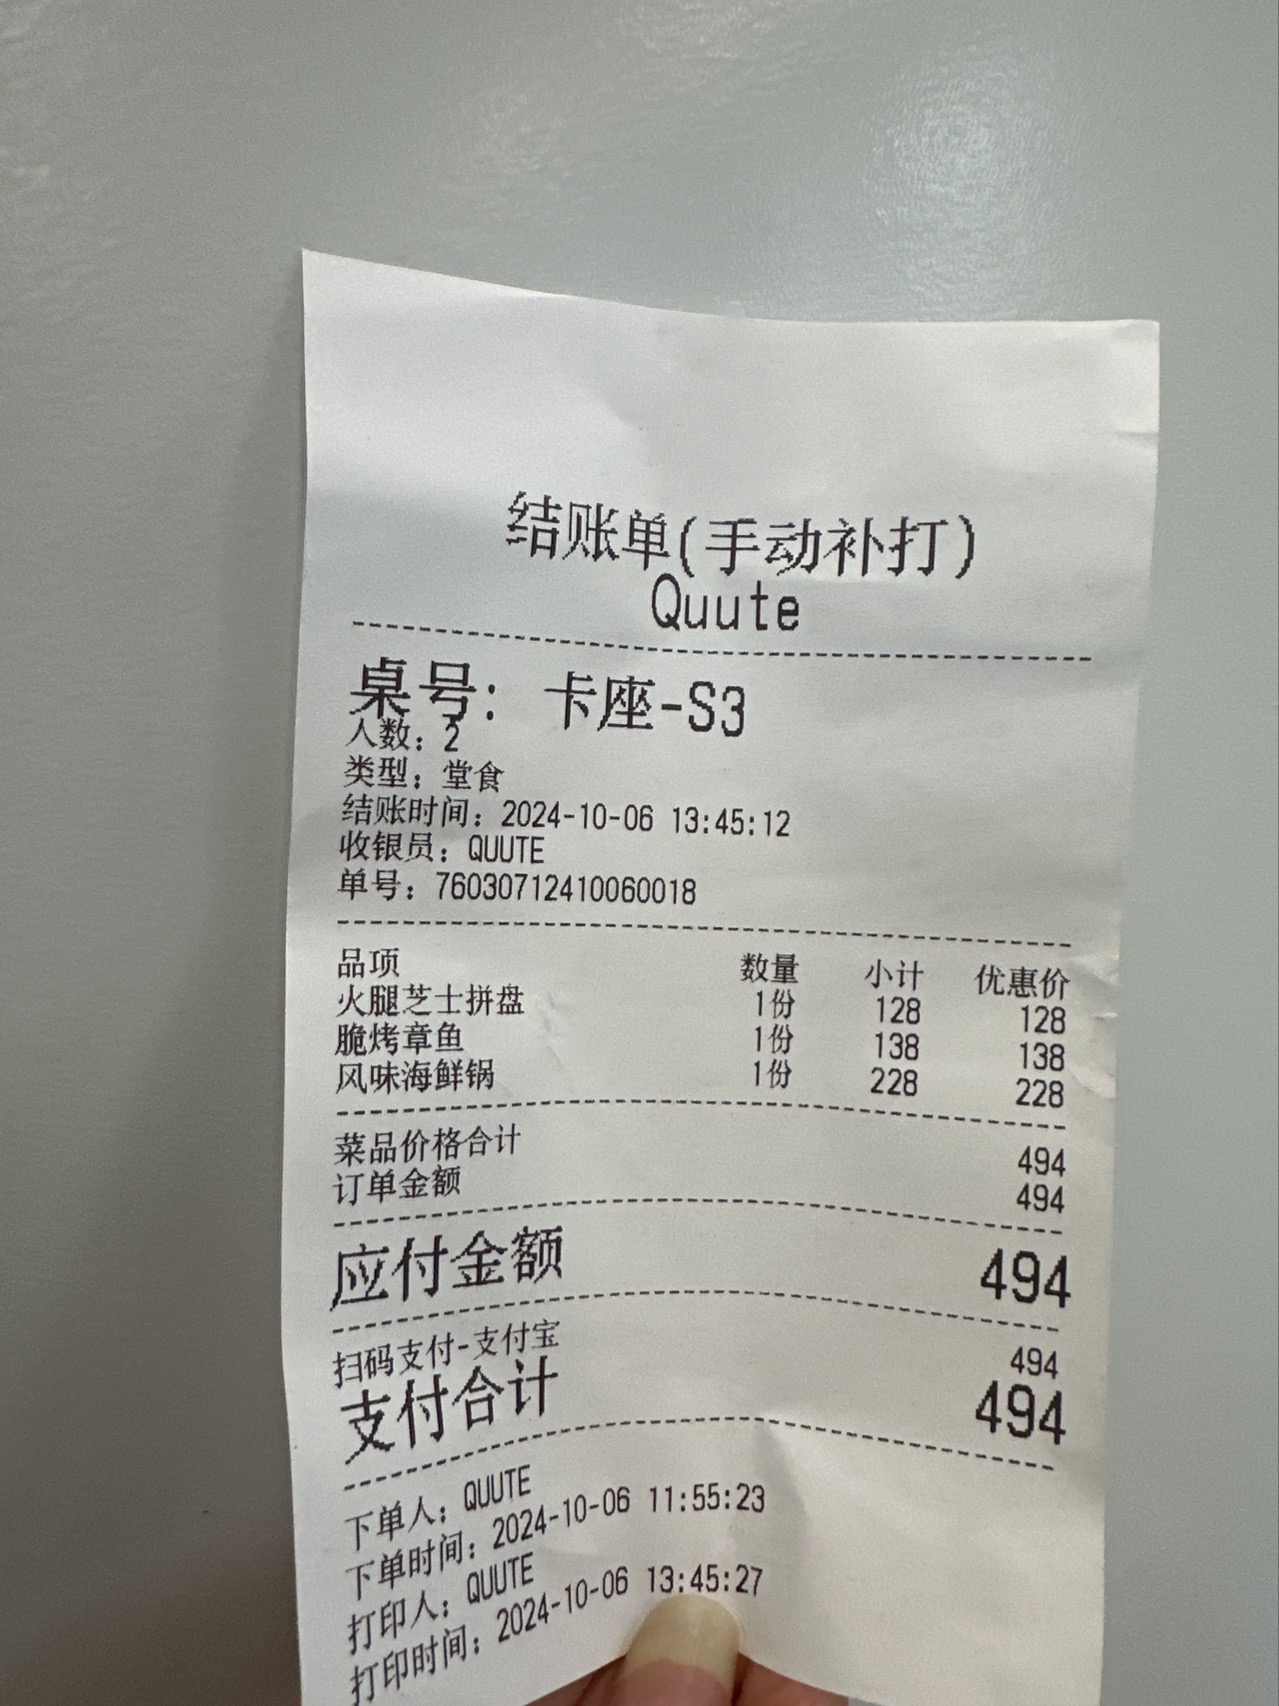 结账单(手动补打)
Quute
桌号: 卡座-S3
人数: 2
类型: 堂食
结账时间: 2024-10-06 13:45:12
收银员: QUUTE
单号: 76030712410060018
品项 数量 小计 优惠价
火腿芝士拼盘 1份 128 128
脆烤章鱼 1份 138 138
风味海鲜锅 1份 228 228
菜品价格合计 494
订单金额 494
应付金额 494
扫码支付-支付宝 494
支付合计 494
下单人: QUUTE
下单时间: 2024-10-06 11:55:23
打印人: QUUTE
打印时间: 2024-10-06 13:45:27